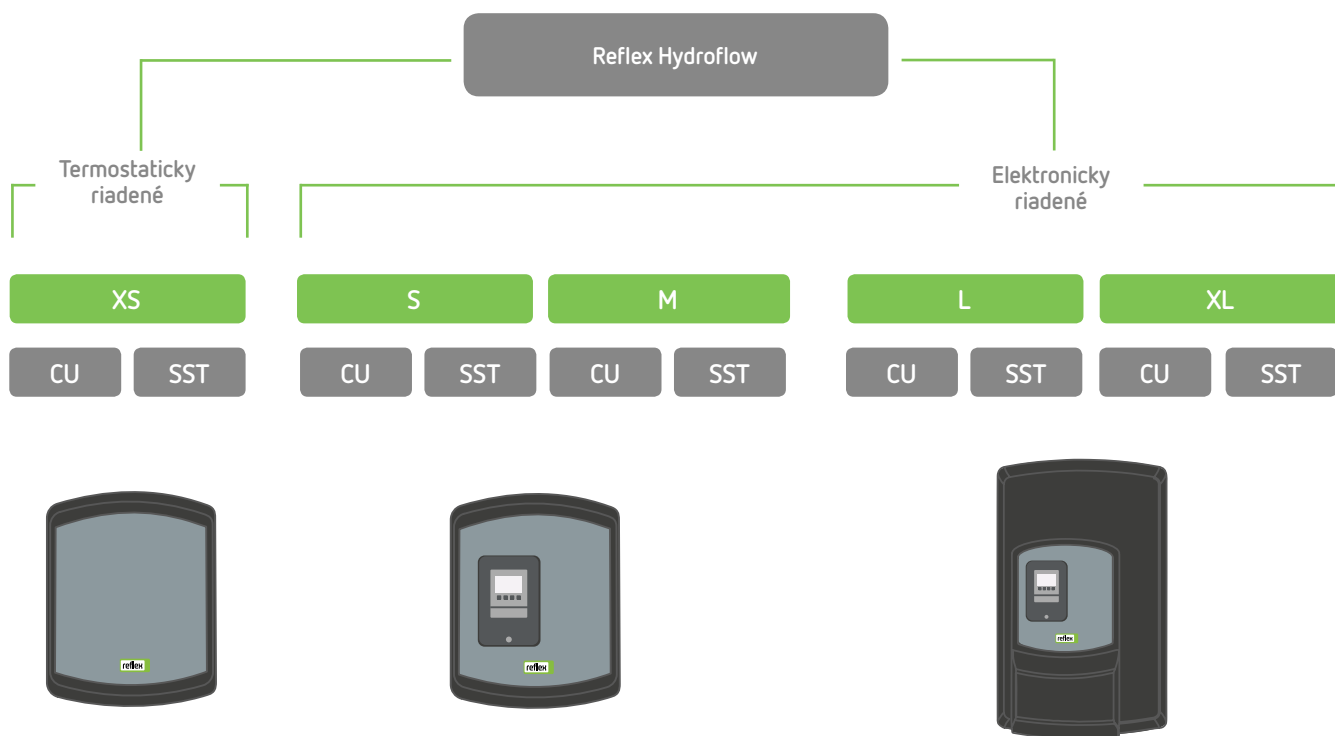 Reflex Hydroflow
Termostaticky
riadené
Elektronicky
riadené
XS
S
M
L
XL
CU
SST
CU
SST
CU
SST
CU
SST
CU
SST
reflex
reflex
reflex